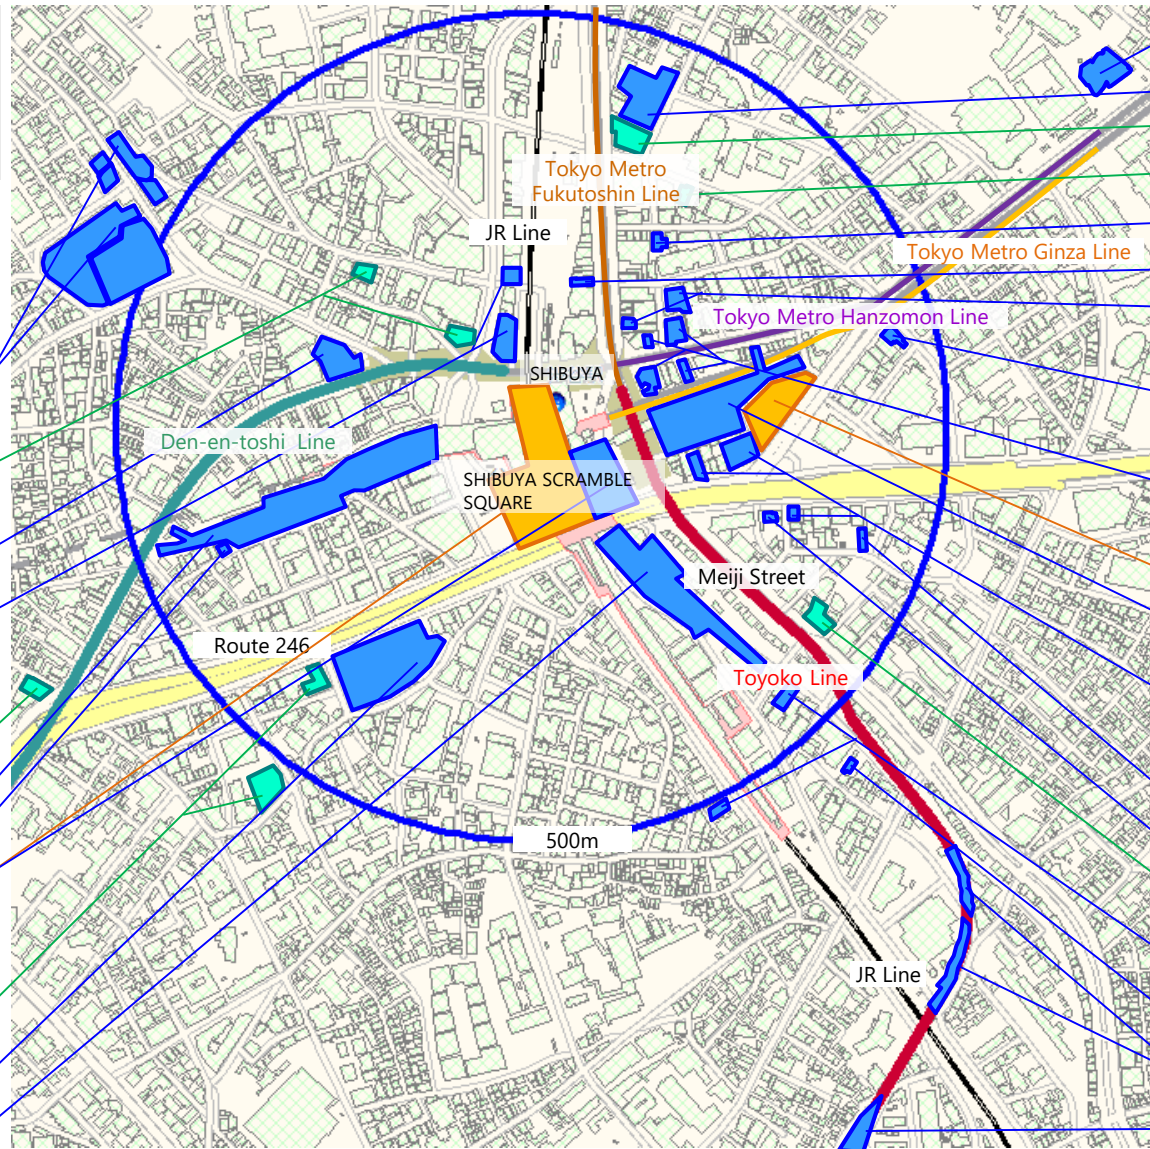 Tokyo Metro
Fukutoshin Line
JR Line
Tokyo Metro Ginza Line
Tokyo Metro Hanzomon Line
SHIBUYA
Den-en-toshi Line
SHIBUYA SCRAMBLE
SQUARE
Meiji Street
Route 246
Toyoko Line
500m
JR Line